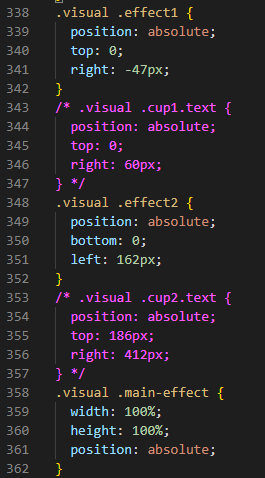 338 .visual .effect1 {
339 position: absolute;
340 top: 0;
341 right: -47px;
342 }
343 /* .visual .cup1.text {
344 position: absolute;
345 top: 0;
346 right: 60px;
347 } */
348 .visual .effect2 {
349 position: absolute;
350 bottom: 0;
351 left: 162px;
352 }
353 /* .visual .cup2.text {
354 position: absolute;
355 top: 186px;
356 right: 412px;
357 } */
358 .visual .main-effect {
359 width: 100%;
360 height: 100%;
361 position: absolute;
362 }